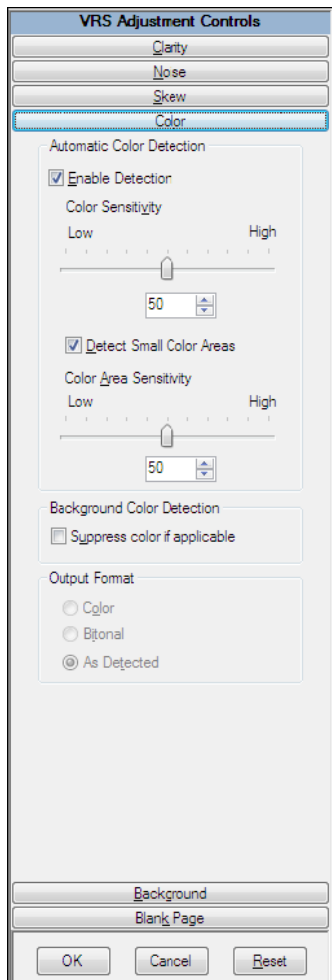 VRS Adjustment Controls
Clarity
Nose
Skew
Color
Automatic Color Detection
Enable Detection
Color Sensitivity
Low High
50
Detect Small Color Areas
Color Area Sensitivity
Low High
50
Background Color Detection
Suppress color if applicable
Output Format
Color
Bitonal
As Detected
Background
Blank Page
OK Cancel Reset